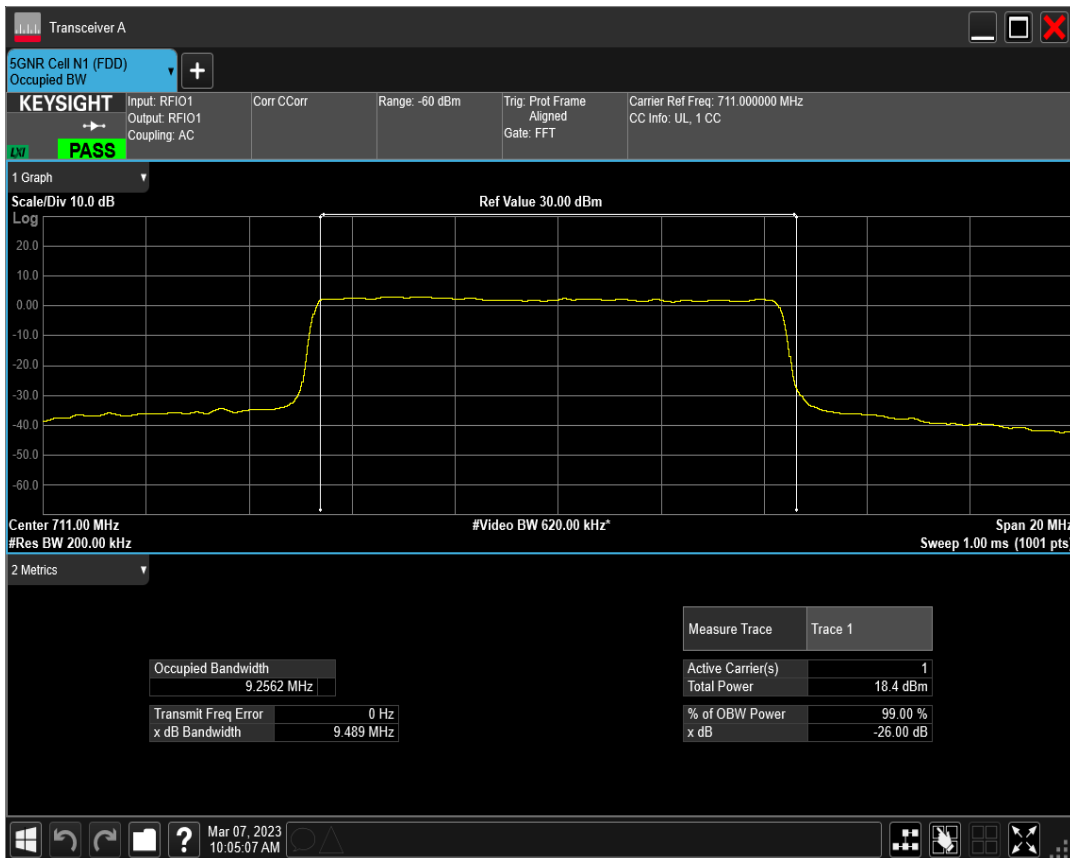 Transceiver A
5GNR Cell N1 (FDD)
Occupied BW
KEYSIGHT
LXI
PASS
Input: RFIO1
Output: RFIO1
Coupling: AC
Corr CCorr
Range: -60 dBm
Trig: Prot Frame
Aligned
Gate: FFT
Carrier Ref Freq: 711.000000 MHz
CC Info: UL, 1 CC
1 Graph
Scale/Div 10.0 dB
Ref Value 30.00 dBm
Log
20.0
10.0
0.00
-10.0
-20.0
-30.0
-40.0
-50.0
-60.0
Center 711.00 MHz
#Video BW 620.00 kHz*
Span 20 MHz
#Res BW 200.00 kHz
Sweep 1.00 ms (1001 pts)
2 Metrics
Measure Trace Trace 1
Occupied Bandwidth
9.2562 MHz
Active Carrier(s) 1
Total Power 18.4 dBm
Transmit Freq Error 0 Hz
x dB Bandwidth 9.489 MHz
% of OBW Power 99.00 %
x dB -26.00 dB
Mar 07, 2023
10:05:07 AM